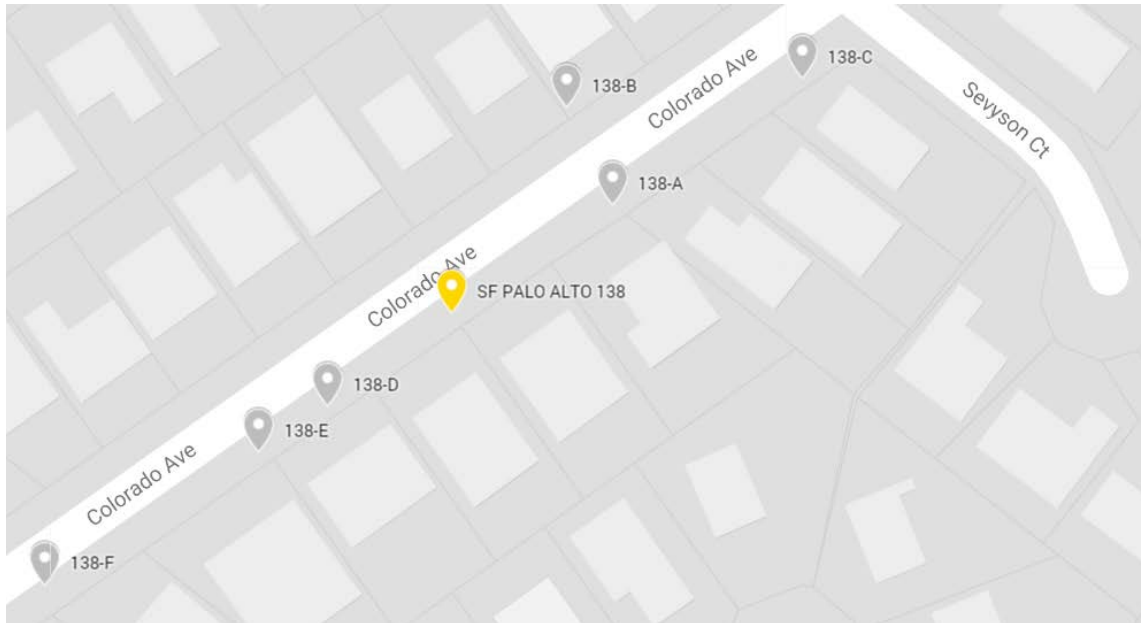 138-C
138-B
Colorado Ave
Sevyson Ct
138-A
Colorado Ave
SF PALO ALTO 138
138-D
138-E
Colorado Ave
138-F